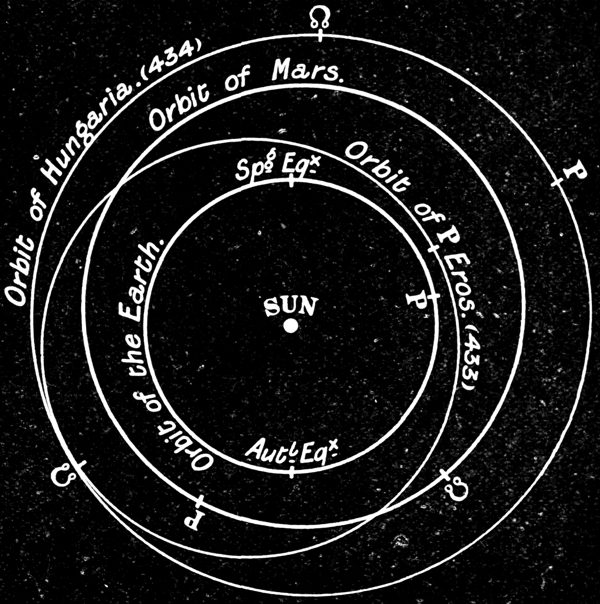 ☊
Orbit of Hungaria. (434)
Orbit of Mars.
P
Spg Eqx
Orbit of Eros. (433)
P
Orbit of the Earth.
SUN
P
Autl Eqx
☊
☊
P